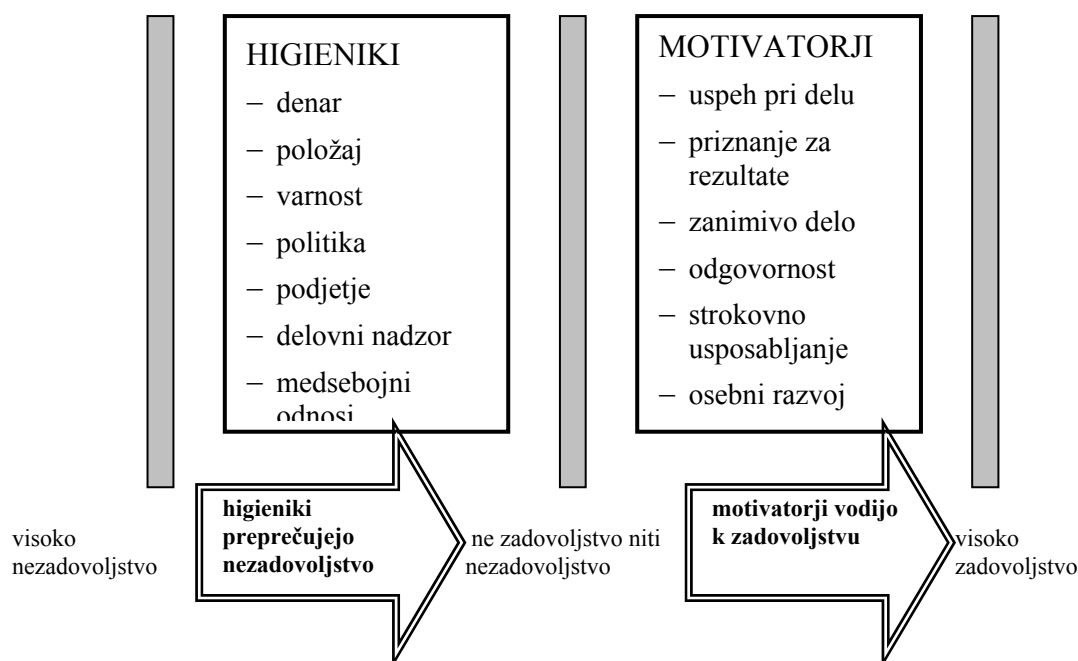 HIGIENIKI
– denar
– položaj
– varnost
– politika
– podjetje
– delovni nadzor
– medsebojni
odnosi
MOTIVATORJI
– uspeh pri delu
– priznanje za
rezultate
– zanimivo delo
– odgovornost
– strokovno
usposabljanje
– osebni razvoj
visoko
nezadovoljstvo
higieniki
preprečujejo
nezadovoljstvo
ne zadovoljstvo niti
nezadovoljstvo
motivatorji vodijo
k zadovoljstvu
visoko
zadovoljstvo